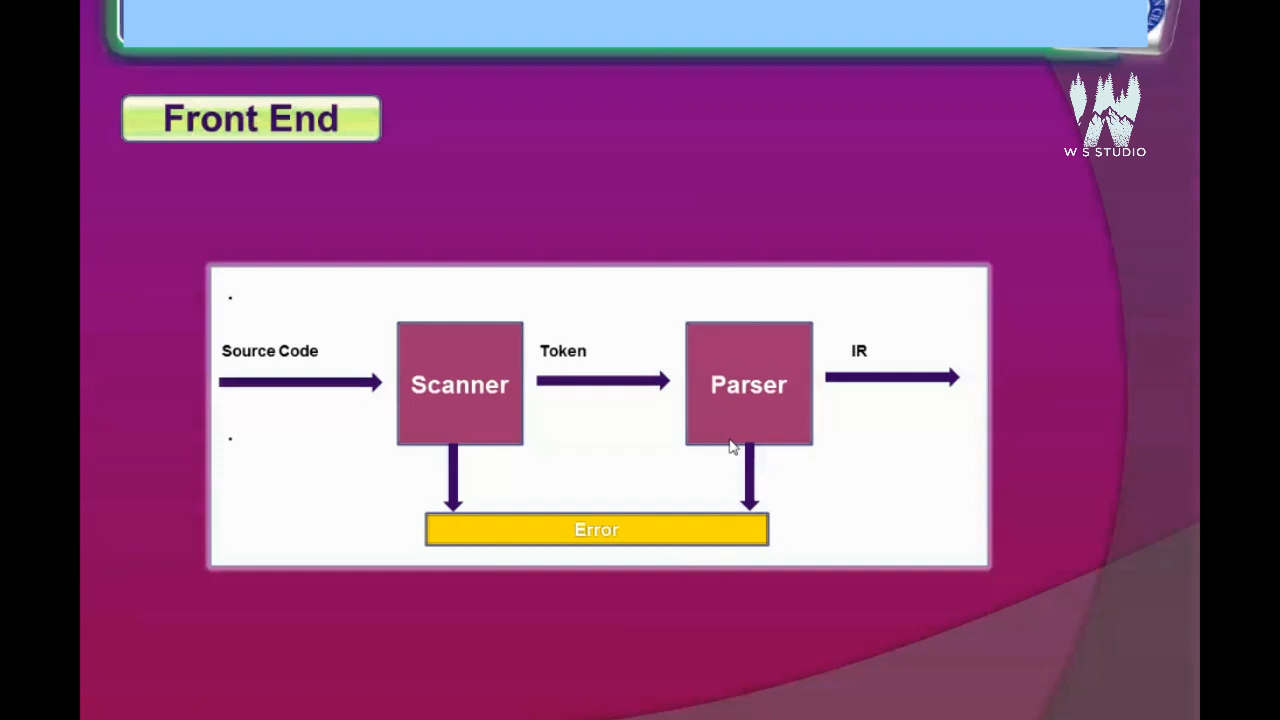 Front End
W S STUDIO
Source Code
Token
IR
Scanner
Parser
Error